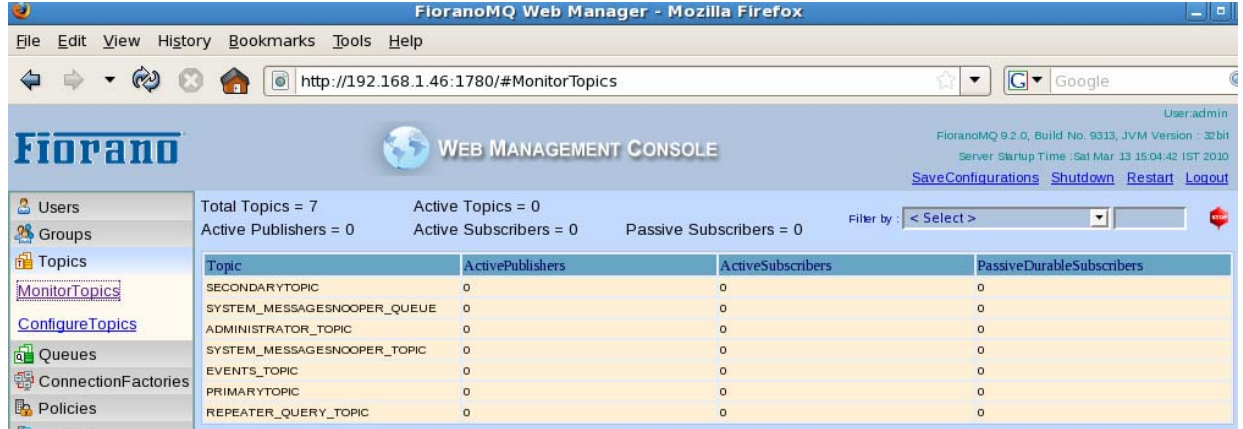 FioranoMQ Web Manager - Mozilla Firefox
File Edit View History Bookmarks Tools Help
http://192.168.1.46:1780/#MonitorTopics
G Google
User:admin
FioranoMQ 9.2.0, Build No. 9313, JVM Version : 32bit
Server Startup Time :Sat Mar 13 15:04:42 IST 2010
SaveConfigurations Shutdown Restart Logout
Fiorano
WEB MANAGEMENT CONSOLE
Users
Groups
Topics
MonitorTopics
ConfigureTopics
Queues
ConnectionFactories
Policies
Total Topics = 7 Active Topics = 0
Active Publishers = 0 Active Subscribers = 0 Passive Subscribers = 0
Filter by : < Select >
STOP
Topic ActivePublishers ActiveSubscribers PassiveDurableSubscribers
SECONDARYTOPIC 0 0 0
SYSTEM_MESSAGESNOOPER_QUEUE 0 0 0
ADMINISTRATOR_TOPIC 0 0 0
SYSTEM_MESSAGESNOOPER_TOPIC 0 0 0
EVENTS_TOPIC 0 0 0
PRIMARYTOPIC 0 0 0
REPEATER_QUERY_TOPIC 0 0 0